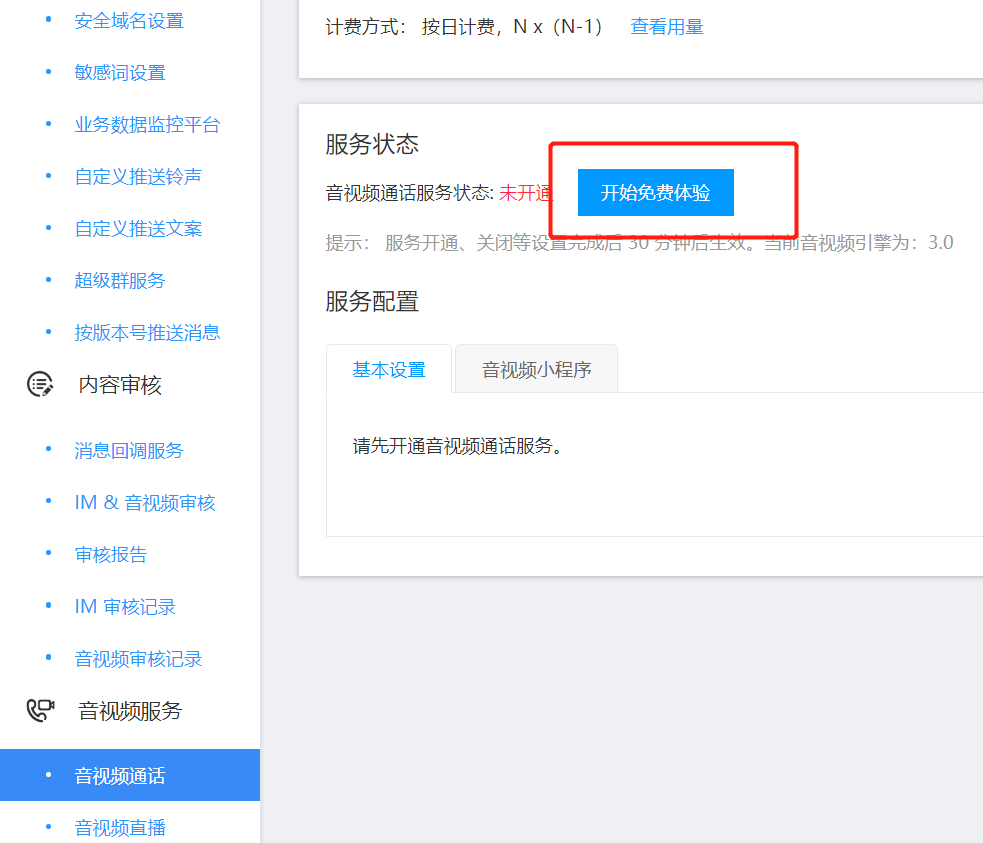 安全域名设置
敏感词设置
业务数据监控平台
自定义推送铃声
自定义推送文案
超级群服务
按版本号推送消息
内容审核
消息回调服务
IM & 音视频审核
审核报告
IM 审核记录
音视频审核记录
音视频服务
音视频通话
音视频直播
计费方式： 按日计费，N x（N-1） 查看用量
服务状态
音视频通话服务状态: 未开通 开始免费体验
提示： 服务开通、关闭等设置完成后 30 分钟后生效。当前音视频引擎为：3.0
服务配置
基本设置 音视频小程序
请先开通音视频通话服务。